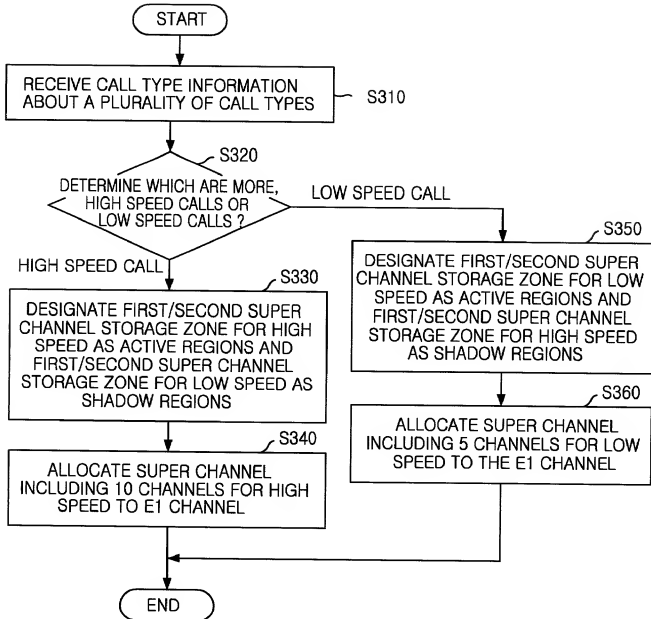 START
RECEIVE CALL TYPE INFORMATION
ABOUT A PLURALITY OF CALL TYPES
S310
S320
DETERMINE WHICH ARE MORE,
HIGH SPEED CALLS OR
LOW SPEED CALLS ?
LOW SPEED CALL
HIGH SPEED CALL
S330
DESIGNATE FIRST/SECOND SUPER
CHANNEL STORAGE ZONE FOR HIGH
SPEED AS ACTIVE REGIONS AND
FIRST/SECOND SUPER CHANNEL
STORAGE ZONE FOR LOW SPEED AS
SHADOW REGIONS
S340
ALLOCATE SUPER CHANNEL
INCLUDING 10 CHANNELS FOR HIGH
SPEED TO E1 CHANNEL
S350
DESIGNATE FIRST/SECOND SUPER
CHANNEL STORAGE ZONE FOR LOW
SPEED AS ACTIVE REGIONS AND
FIRST/SECOND SUPER CHANNEL
STORAGE ZONE FOR HIGH SPEED
AS SHADOW REGIONS
S360
ALLOCATE SUPER CHANNEL
INCLUDING 5 CHANNELS FOR LOW
SPEED TO THE E1 CHANNEL
END